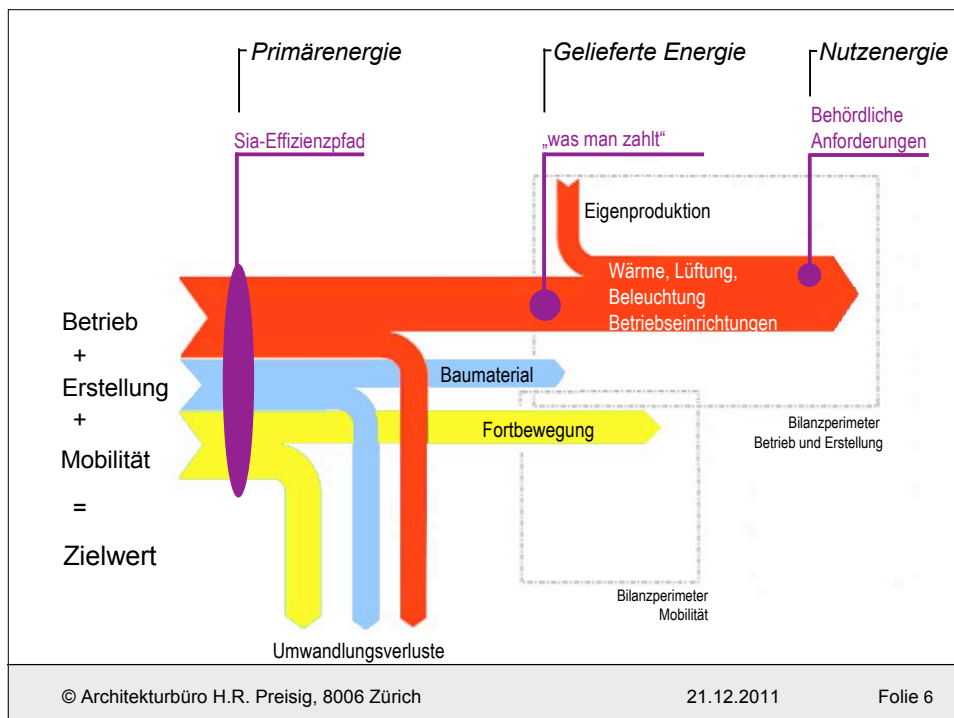 Primärenergie
Gelieferte Energie
Nutzenergie
Sia-Effizienzpfad
„was man zahlt“
Behördliche
Anforderungen
Eigenproduktion
Wärme, Lüftung,
Beleuchtung
Betriebseinrichtungen
Betrieb
+
Erstellung
+
Mobilität
=
Zielwert
Baumaterial
Fortbewegung
Bilanzperimeter
Betrieb und Erstellung
Bilanzperimeter
Mobilität
Umwandlungsverluste
© Architekturbüro H.R. Preisig, 8006 Zürich 21.12.2011 Folie 6